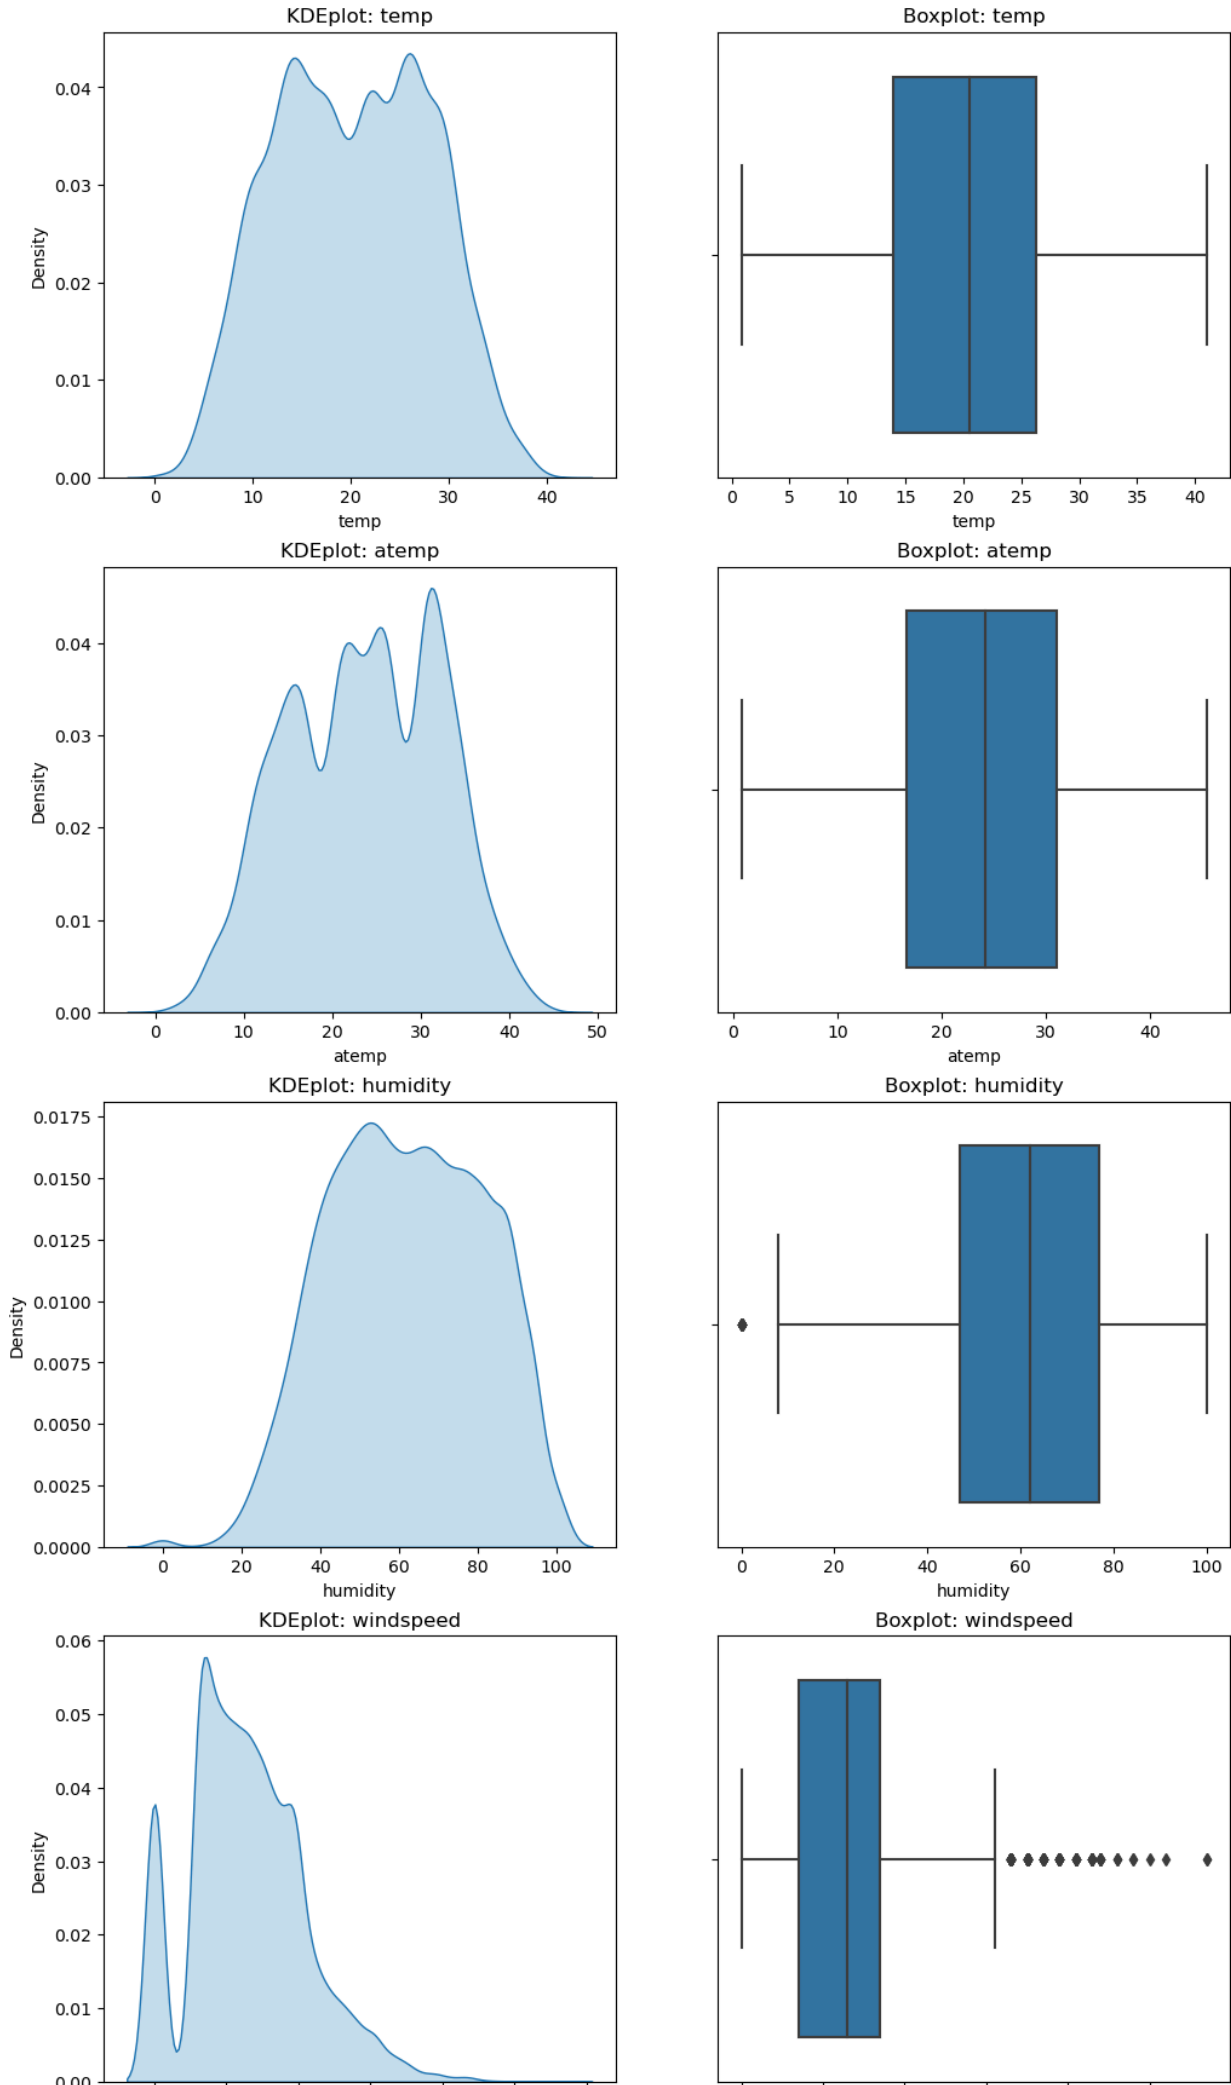 KDEplot: temp
Boxplot: temp
0.04
0.03
0.02
0.01
0.00
Density
0 10 20 30 40
temp
0 5 10 15 20 25 30 35 40
temp
KDEplot: atemp
Boxplot: atemp
0.04
0.03
0.02
0.01
0.00
Density
0 10 20 30 40 50
atemp
0 10 20 30 40
atemp
KDEplot: humidity
Boxplot: humidity
0.0175
0.0150
0.0125
0.0100
0.0075
0.0050
0.0025
0.0000
Density
0 20 40 60 80 100
humidity
0 20 40 60 80 100
humidity
KDEplot: windspeed
Boxplot: windspeed
0.06
0.05
0.04
0.03
0.02
0.01
0.00
Density